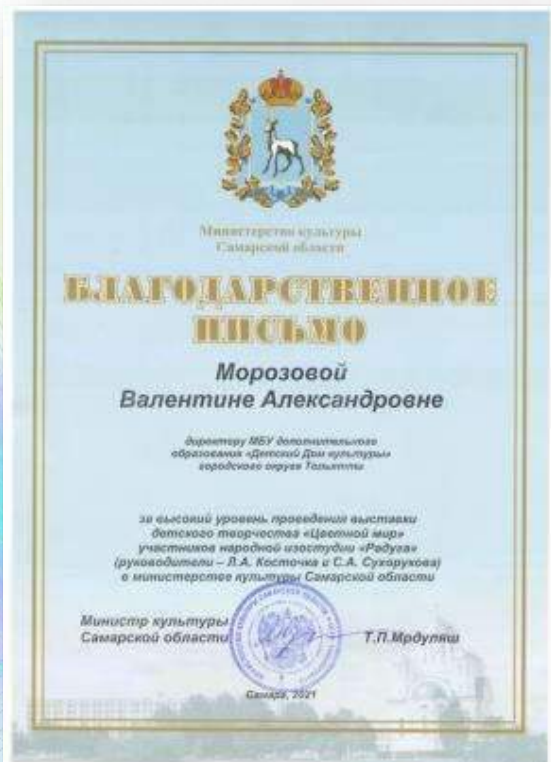 Министерство культуры
Самарской области
БЛАГОДАРСТВЕННОЕ
ПИСЬМО
Морозовой
Валентине Александровне
директору МБУ дополнительного
образования «Детский Дом культуры»
городского округа Тольятти
за высокий уровень проведения выставки
детского творчества «Цветной мир»
участников народной изостудии «Радуга»
(руководители – Л.А. Косточка и С.А. Сухорукова)
в министерстве культуры Самарской области
Министр культуры
Самарской области
Т.П.Мрдуляш
Самара, 2021